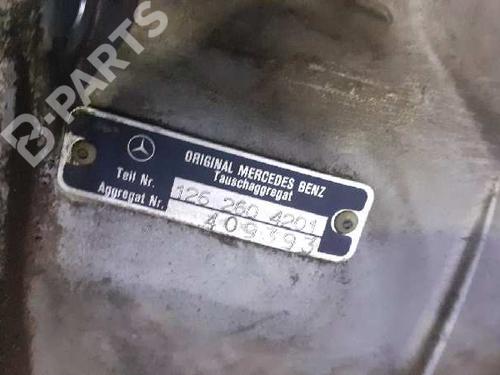 B-PARTS
ORIGINAL MERCEDES BENZ
Tauschaggregat
Teil Nr. 126 260 4201
Aggregat Nr. 409393